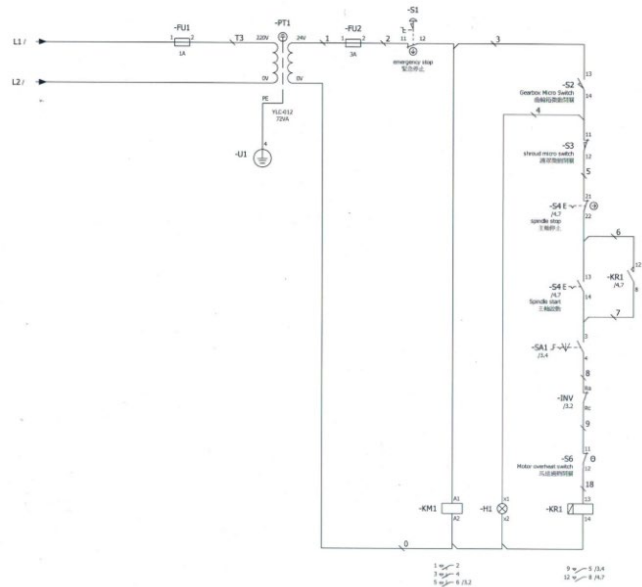 L1 /
-FU1
1 2
1A
T3
-PT1
220V 24V
0V 0V
PE
YLC-012
72VA
4
-U1
L2 /
1
-FU2
1 2
3A
2
-S1
11 12
emergency stop
緊急停止
3
13
-S2
14
Gearbox Micro Switch
4
11
-S3
12
shroud micro switch
5
21
-S4 E
/4.7
22
spindle stop
主軸停止
6
13
-S4 E
/4.7
14
Spindle start
主軸啟動
12
-KR1
/4.7
8
7
3
-SA1
/3.4
4
8
RA
-INV
/3.2
Rc
9
11
-S6
12
Motor overheat switch
18
-KM1
A1
A2
-H1
x1
x2
-KR1
13
14
0
1 2
3 4
5 6 /3.2
9 5 /3.4
12 8 /4.7